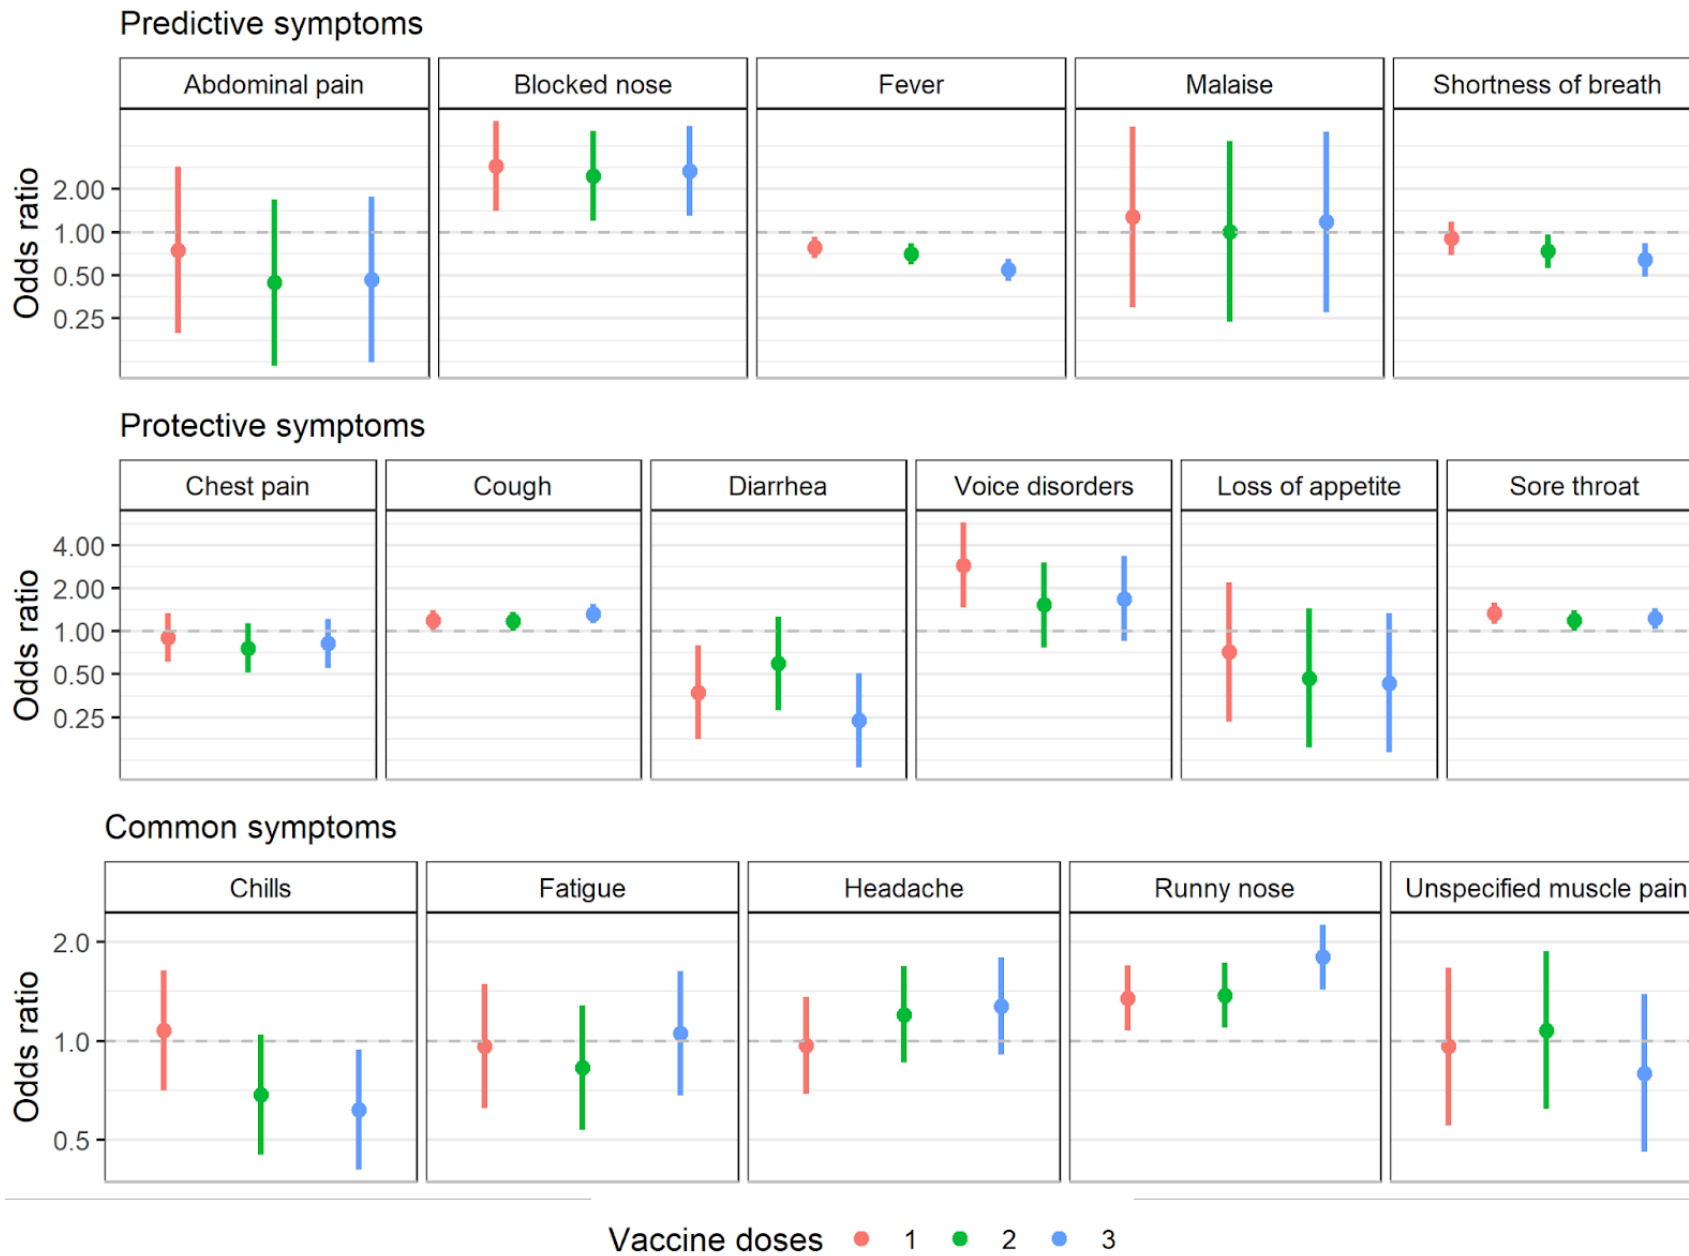 Predictive symptoms
Abdominal pain Blocked nose Fever Malaise Shortness of breath
Odds ratio
2.00
1.00
0.50
0.25
Protective symptoms
Chest pain Cough Diarrhea Voice disorders Loss of appetite Sore throat
Odds ratio
4.00
2.00
1.00
0.50
0.25
Common symptoms
Chills Fatigue Headache Runny nose Unspecified muscle pain
Odds ratio
2.0
1.0
0.5
Vaccine doses 1 2 3